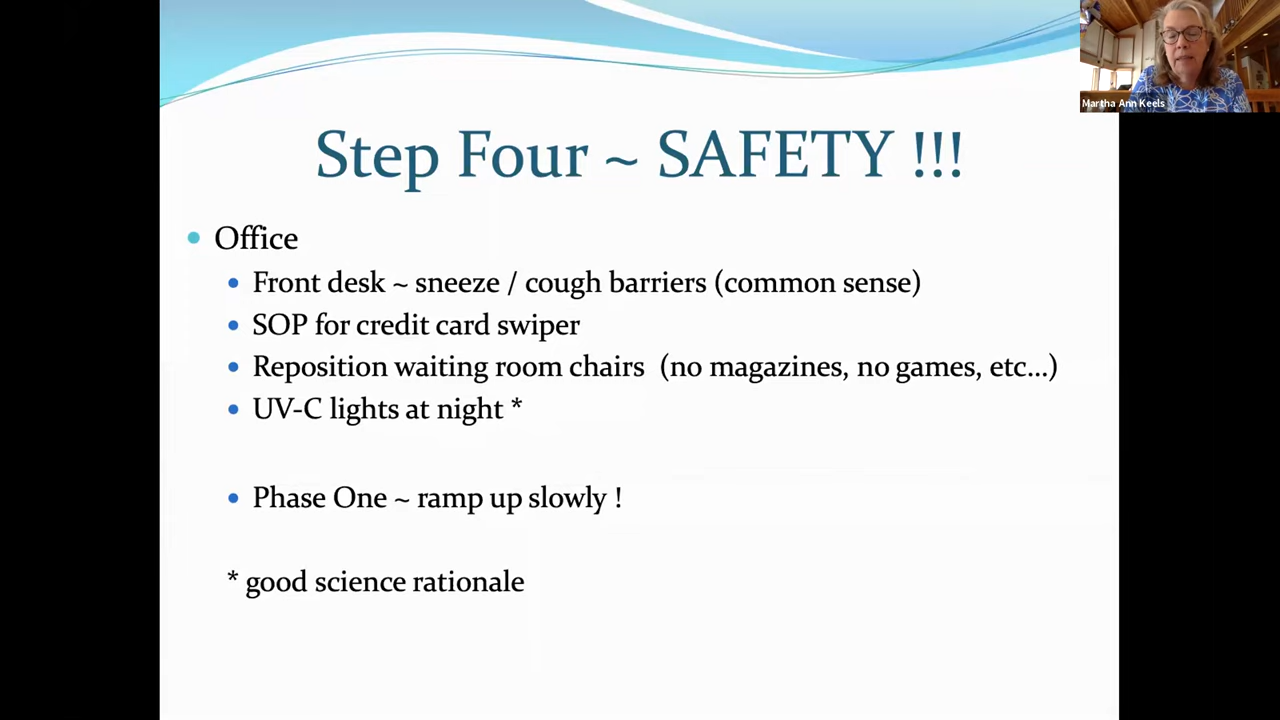 Martha Ann Keels
Step Four ~ SAFETY !!!
Office
Front desk ~ sneeze / cough barriers (common sense)
SOP for credit card swiper
Reposition waiting room chairs  (no magazines, no games, etc...)
UV-C lights at night *
Phase One ~ ramp up slowly !
* good science rationale